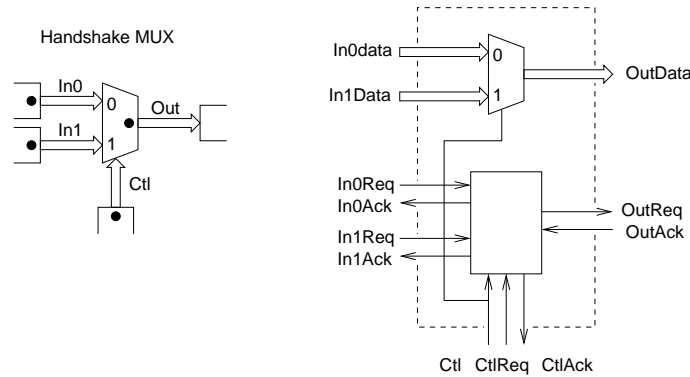 Handshake MUX
In0
0
Out
In1
1
Ctl
In0data
0
OutData
In1Data
1
In0Req
In0Ack
OutReq
In1Req
OutAck
In1Ack
Ctl CtlReq CtlAck